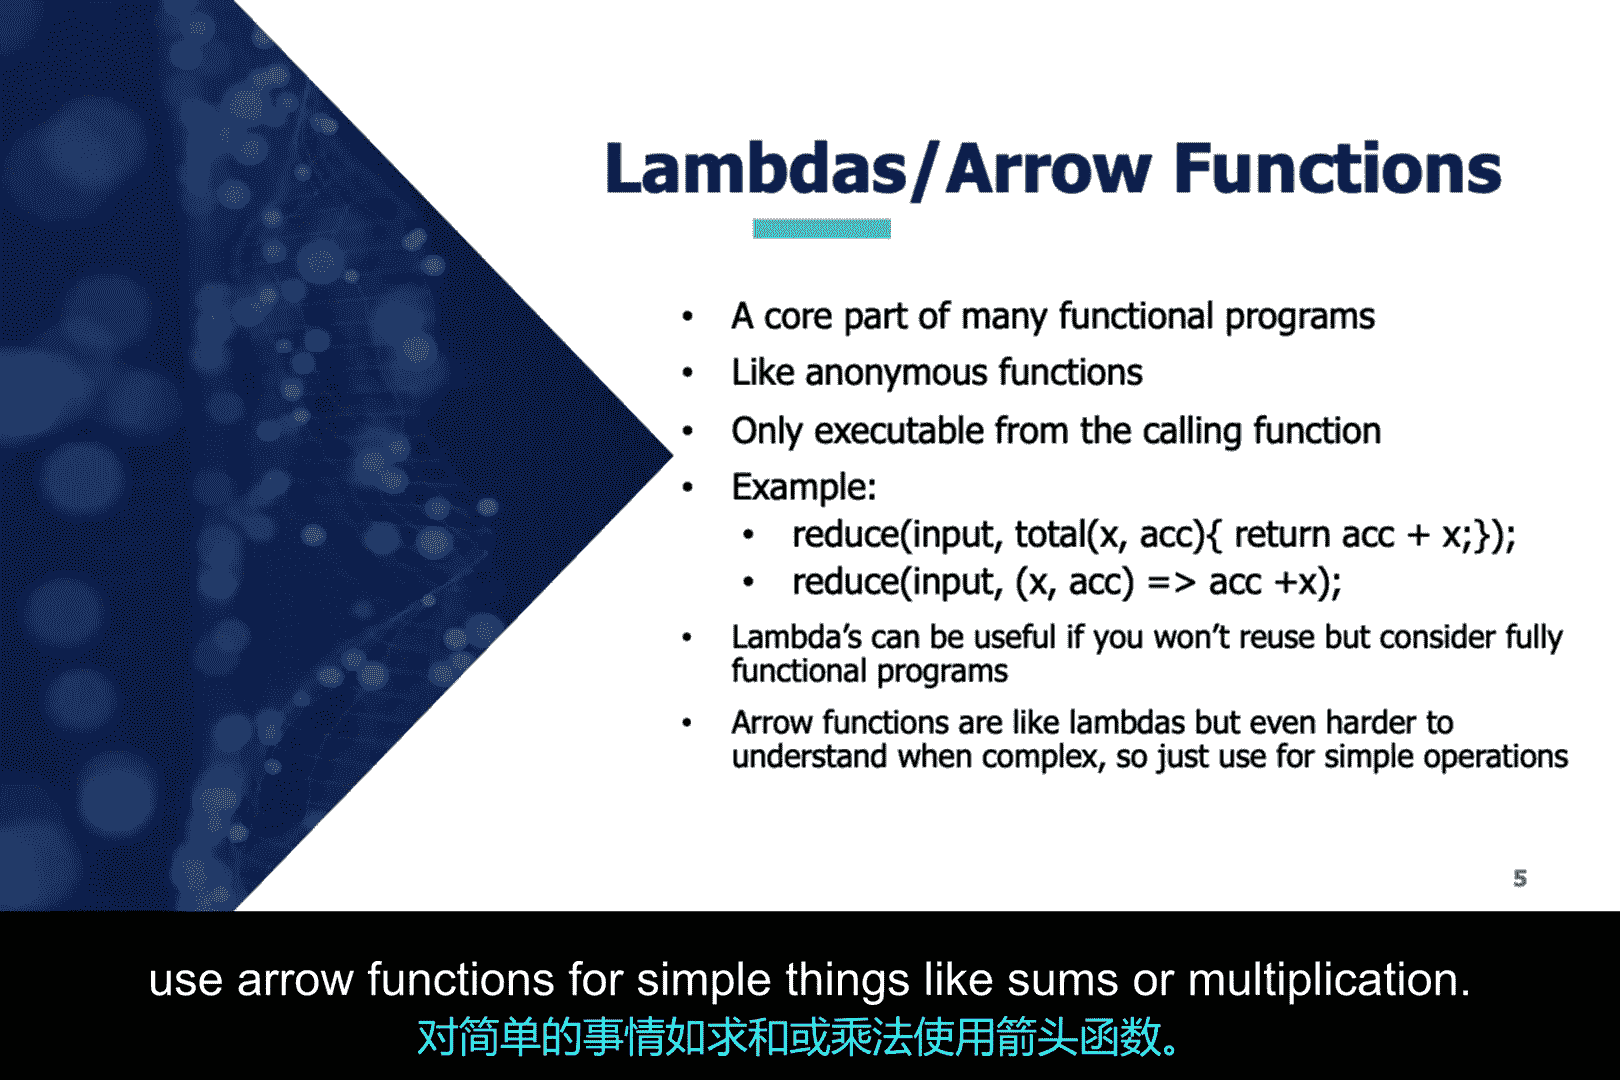 Lambdas/Arrow Functions
• A core part of many functional programs
• Like anonymous functions
• Only executable from the calling function
• Example:
• reduce(input, total(x, acc){ return acc + x;});
• reduce(input, (x, acc) => acc +x);
• Lambda’s can be useful if you won’t reuse but consider fully
functional programs
• Arrow functions are like lambdas but even harder to
understand when complex, so just use for simple operations
5
use arrow functions for simple things like sums or multiplication.
对简单的事情如求和或乘法使用箭头函数。